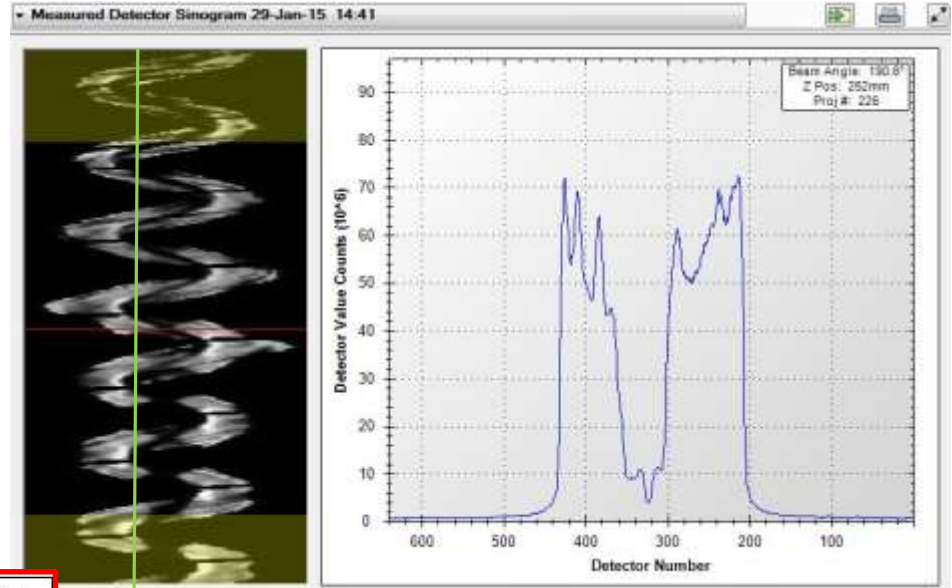 Measured Detector Sinogram 29-Jan-15 14:41
Beam Angle: 190.8°
Z Pos: 252mm
Proj #: 226
Detector Value Counts (10^6)
90
80
70
60
50
40
30
20
10
0
600 500 400 300 200 100
Detector Number